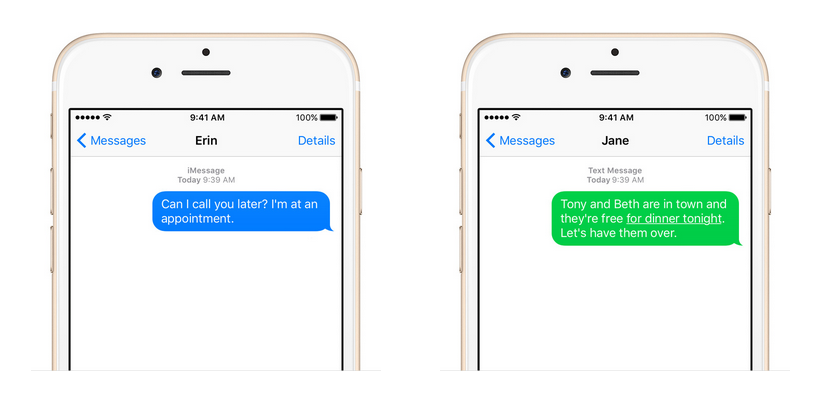 9:41 AM 100%
Messages Erin Details
iMessage
Today 9:39 AM
Can I call you later? I'm at an
appointment.
9:41 AM 100%
Messages Jane Details
Text Message
Today 9:39 AM
Tony and Beth are in town and
they're free for dinner tonight.
Let's have them over.